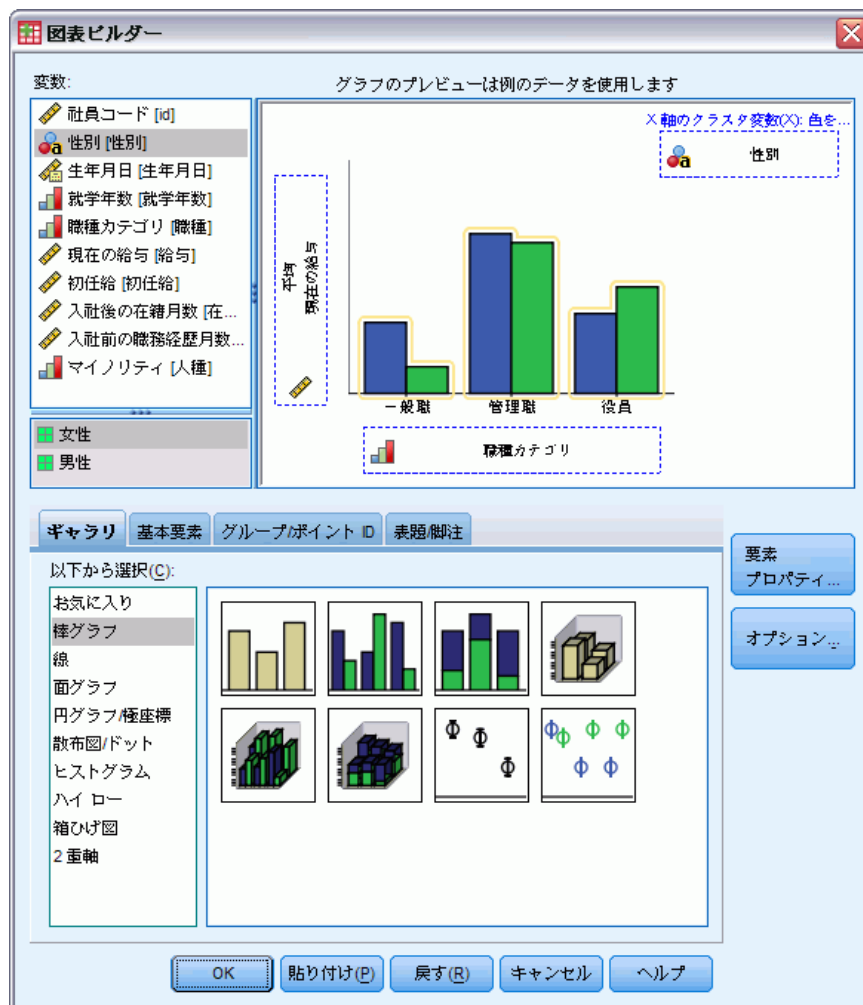 図表ビルダー
変数:
グラフのプレビューは例のデータを使用します
社員コード [id]
性別 [性別]
生年月日 [生年月日]
就学年数 [就学年数]
職種カテゴリ [職種]
現在の給与 [給与]
初任給 [初任給]
入社後の在籍月数 [在...
入社前の職務経歴月数...
マイノリティ [人種]
女性
男性
X 軸のクラスタ変数(X): 色を...
性別
平均
現在の給与
一般職 管理職 役員
職種カテゴリ
ギャラリ 基本要素 グループ/ポイント ID 表題/脚注
以下から選択(C):
お気に入り
棒グラフ
線
面グラフ
円グラフ/極座標
散布図/ドット
ヒストグラム
ハイ ロー
箱ひげ図
2 重軸
要素
プロパティ...
オプション...
OK 貼り付け(P) 戻す(R) キャンセル ヘルプ